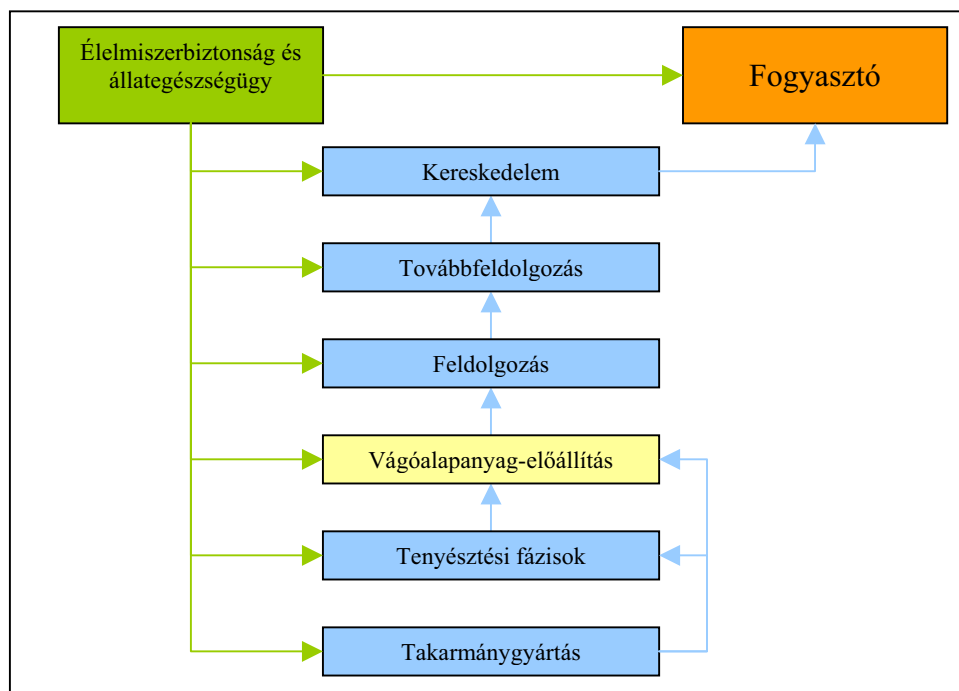 Élelmiszerbiztonság és
állategészségügy
Fogyasztó
Kereskedelem
Továbbfeldolgozás
Feldolgozás
Vágóalapanyag-előállítás
Tenyésztési fázisok
Takarmánygyártás